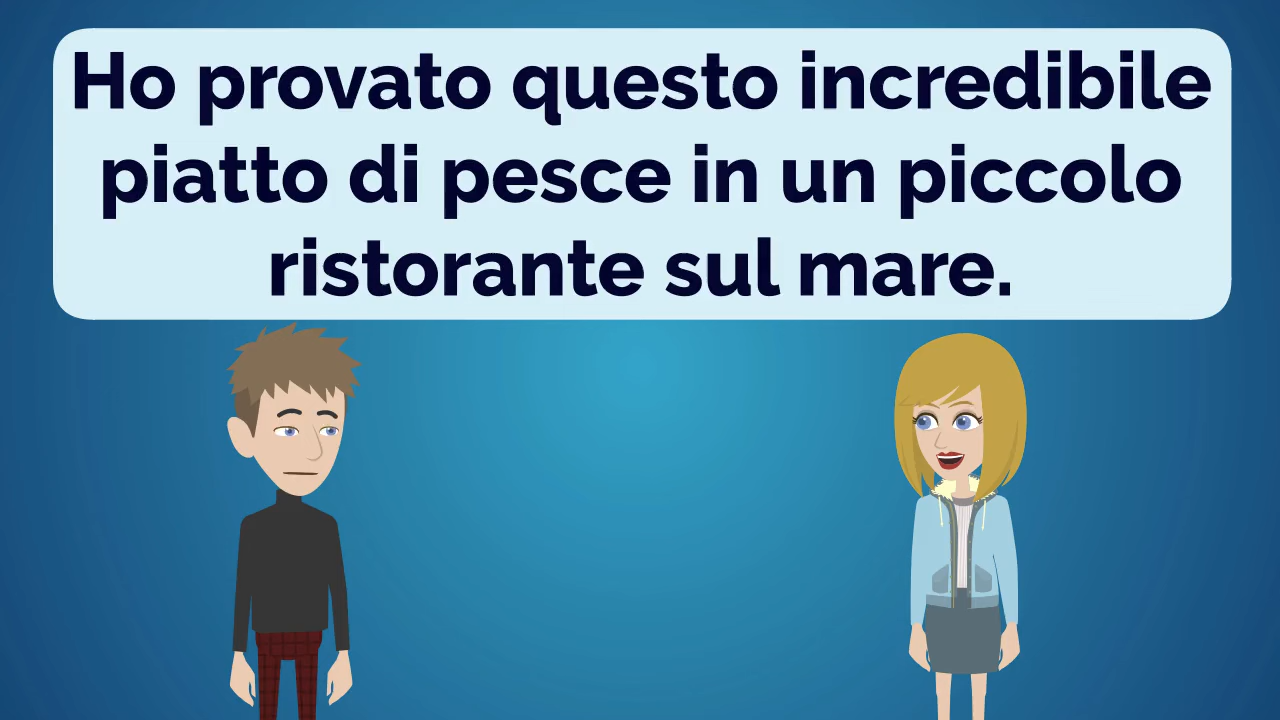 Ho provato questo incredibile
piatto di pesce in un piccolo
ristorante sul mare.